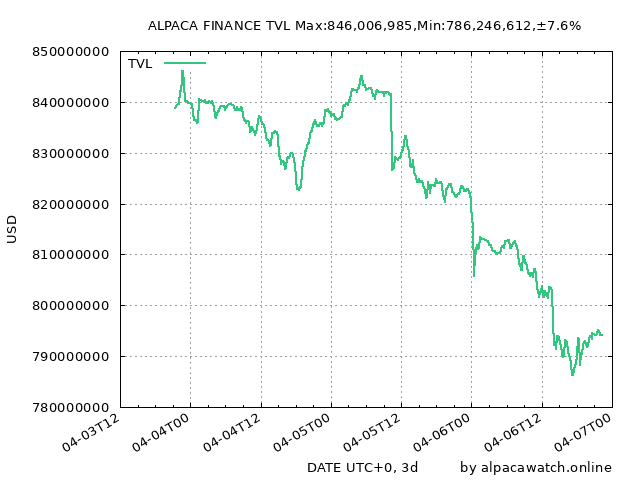 ALPACA FINANCE TVL Max:846,006,985,Min:786,246,612,±7.6%
850000000
TVL
840000000
830000000
820000000
USD
810000000
800000000
790000000
780000000
04-03T12 04-04T00 04-04T12 04-05T00 04-05T12 04-06T00 04-06T12 04-07T00
DATE UTC+0, 3d by alpacawatch.online